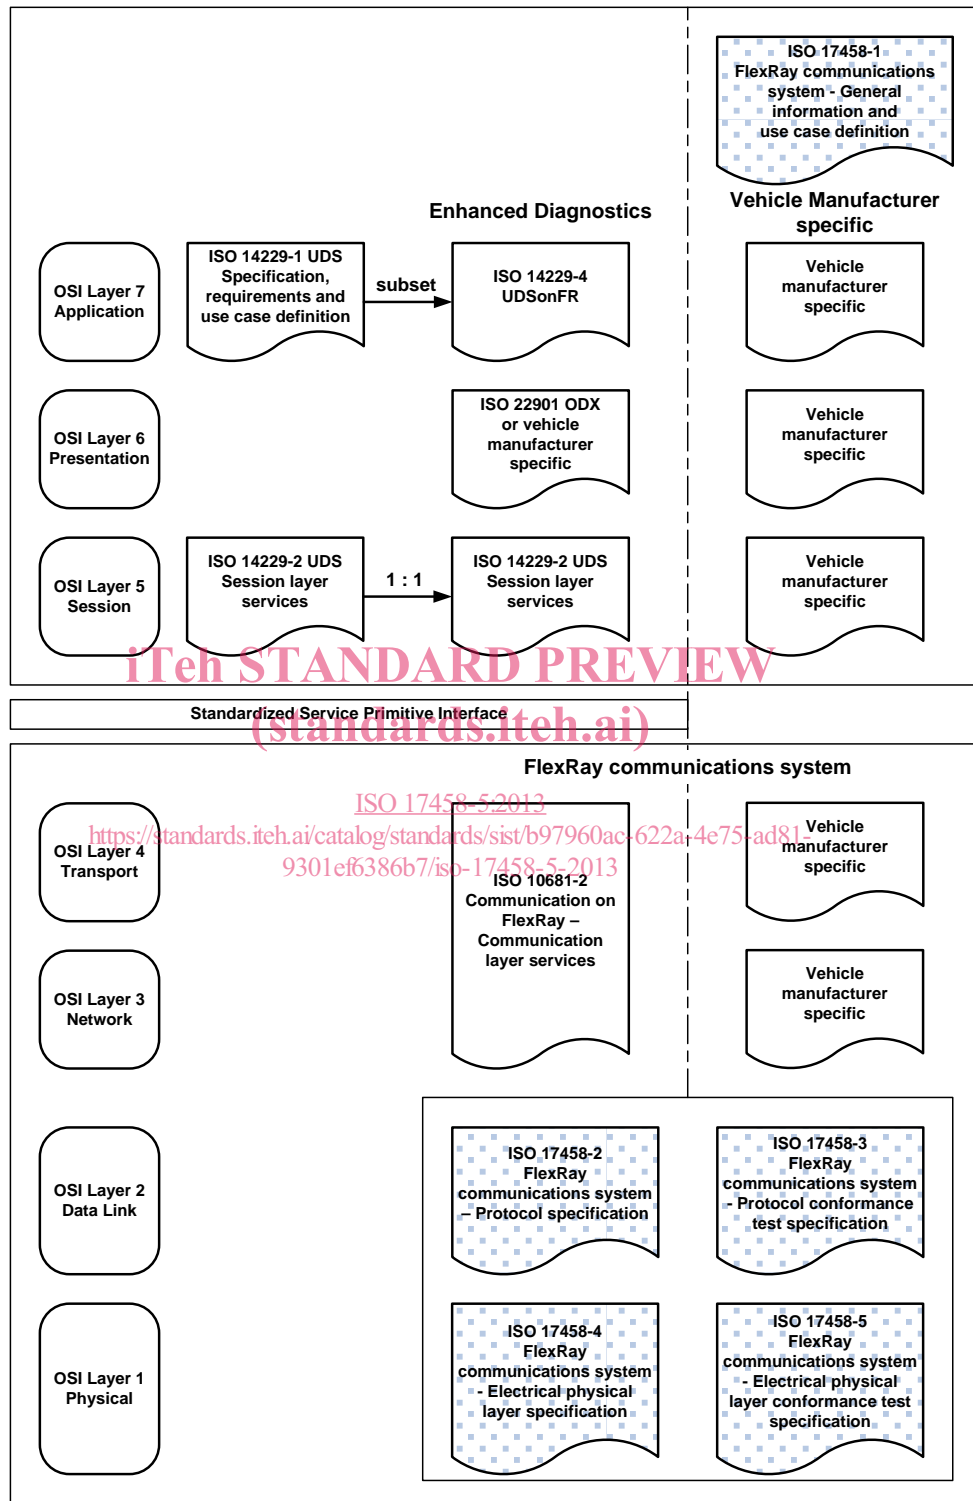 ISO 17458-1
FlexRay communications
system - General
information and
use case definition
Enhanced Diagnostics
Vehicle Manufacturer
specific
OSI Layer 7
Application
ISO 14229-1 UDS
Specification,
requirements and
use case definition
subset
ISO 14229-4
UDSonFR
Vehicle
manufacturer
specific
OSI Layer 6
Presentation
ISO 22901 ODX
or vehicle
manufacturer
specific
Vehicle
manufacturer
specific
OSI Layer 5
Session
ISO 14229-2 UDS
Session layer
services
1 : 1
ISO 14229-2 UDS
Session layer
services
Vehicle
manufacturer
specific
iTeh STANDARD PREVIEW
Standardized Service Primitive Interface
(standards.iteh.ai)
FlexRay communications system
ISO 17458-5:2013
https://standards.iteh.ai/catalog/standards/sist/b97960ac-622a-4e75-ad81-
9301ef6386b7/iso-17458-5-2013
OSI Layer 4
Transport
ISO 10681-2
Communication on
FlexRay –
Communication
layer services
Vehicle
manufacturer
specific
OSI Layer 3
Network
Vehicle
manufacturer
specific
OSI Layer 2
Data Link
ISO 17458-2
FlexRay
communications system
– Protocol specification
ISO 17458-3
FlexRay
communications system
- Protocol conformance
test specification
OSI Layer 1
Physical
ISO 17458-4
FlexRay
communications system
- Electrical physical
layer specification
ISO 17458-5
FlexRay
communications system
- Electrical physical
layer conformance test
specification